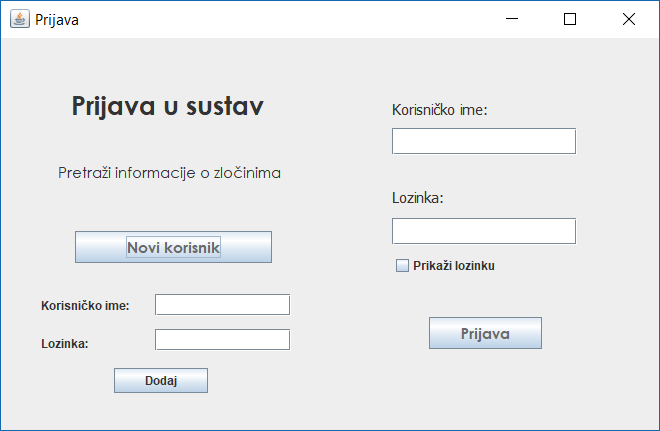 Prijava
Prijava u sustav
Pretraži informacije o zločinima
Novi korisnik
Korisničko ime:
Lozinka:
Dodaj
Korisničko ime:
Lozinka:
Prikaži lozinku
Prijava